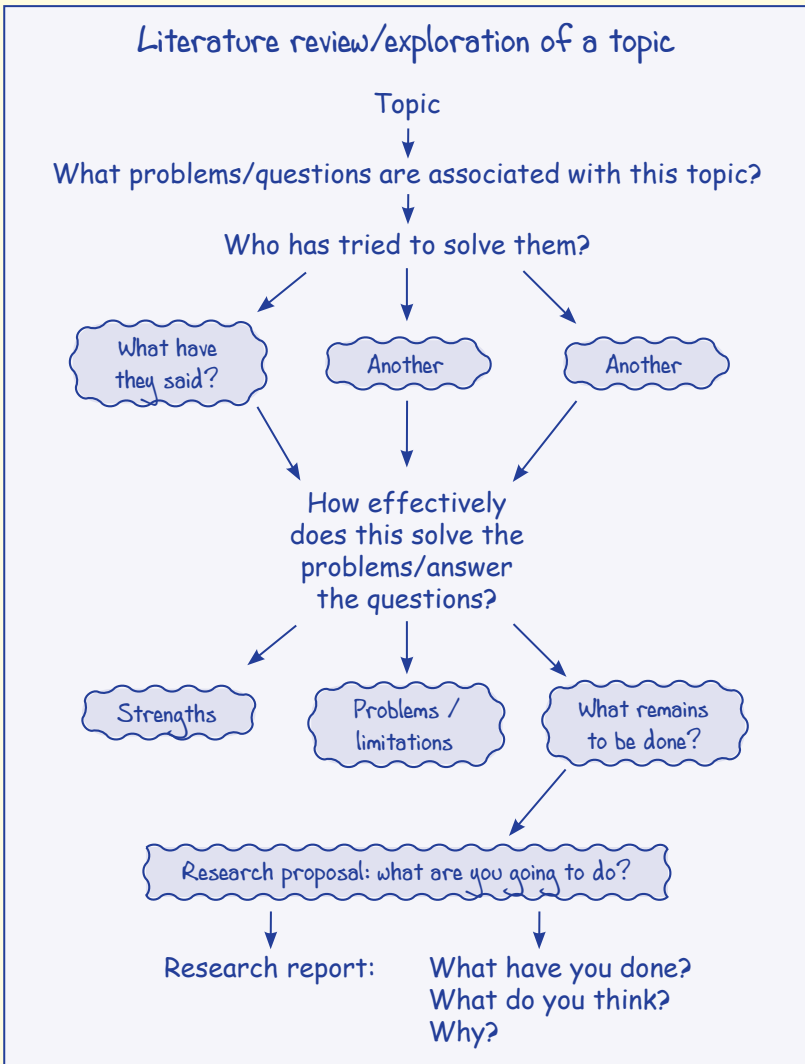 Literature review/exploration of a topic
Topic
What problems/questions are associated with this topic?
Who has tried to solve them?
What have
they said?
Another
Another
How effectively
does this solve the
problems/answer
the questions?
Strengths
Problems /
limitations
What remains
to be done?
Research proposal: what are you going to do?
Research report:
What have you done?
What do you think?
Why?